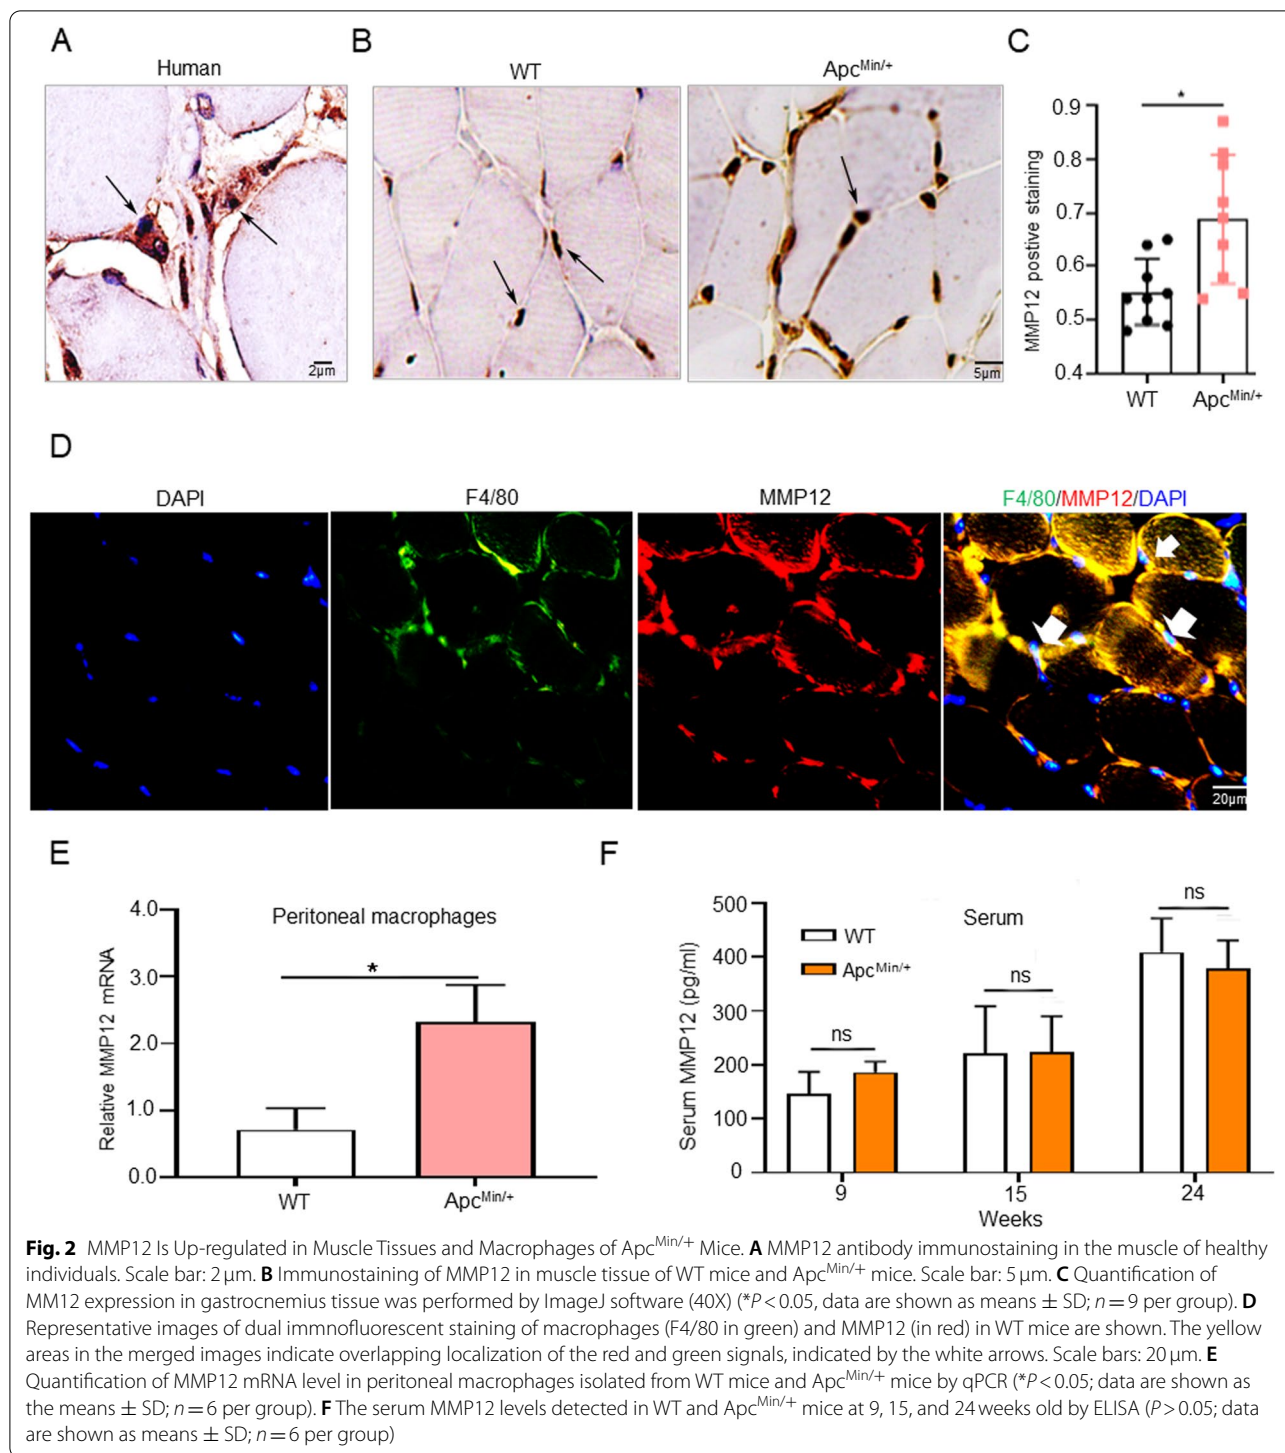 A
Human
2μm
B
WT
Apc^Min/+
5μm
C
*
MMP12 postive staining
0.9
0.8
0.7
0.6
0.5
0.4
WT
Apc^Min/+
D
DAPI
F4/80
MMP12
F4/80/MMP12/DAPI
20μm
E
Peritoneal macrophages
Relative MMP12 mRNA
4.0
3.0
2.0
1.0
0.0
*
WT
Apc^Min/+
F
Serum
WT
Apc^Min/+
Serum MMP12 (pg/ml)
500
400
300
200
100
0
ns
ns
ns
9
15
24
Weeks
Fig. 2 MMP12 Is Up-regulated in Muscle Tissues and Macrophages of Apc^Min/+ Mice. A MMP12 antibody immunostaining in the muscle of healthy
individuals. Scale bar: 2 μm. B Immunostaining of MMP12 in muscle tissue of WT mice and Apc^Min/+ mice. Scale bar: 5 μm. C Quantification of
MM12 expression in gastrocnemius tissue was performed by ImageJ software (40X) (*P < 0.05, data are shown as means ± SD; n = 9 per group). D
Representative images of dual immnofluorescent staining of macrophages (F4/80 in green) and MMP12 (in red) in WT mice are shown. The yellow
areas in the merged images indicate overlapping localization of the red and green signals, indicated by the white arrows. Scale bars: 20 μm. E
Quantification of MMP12 mRNA level in peritoneal macrophages isolated from WT mice and Apc^Min/+ mice by qPCR (*P < 0.05; data are shown as
the means ± SD; n = 6 per group). F The serum MMP12 levels detected in WT and Apc^Min/+ mice at 9, 15, and 24 weeks old by ELISA (P > 0.05; data
are shown as means ± SD; n = 6 per group)